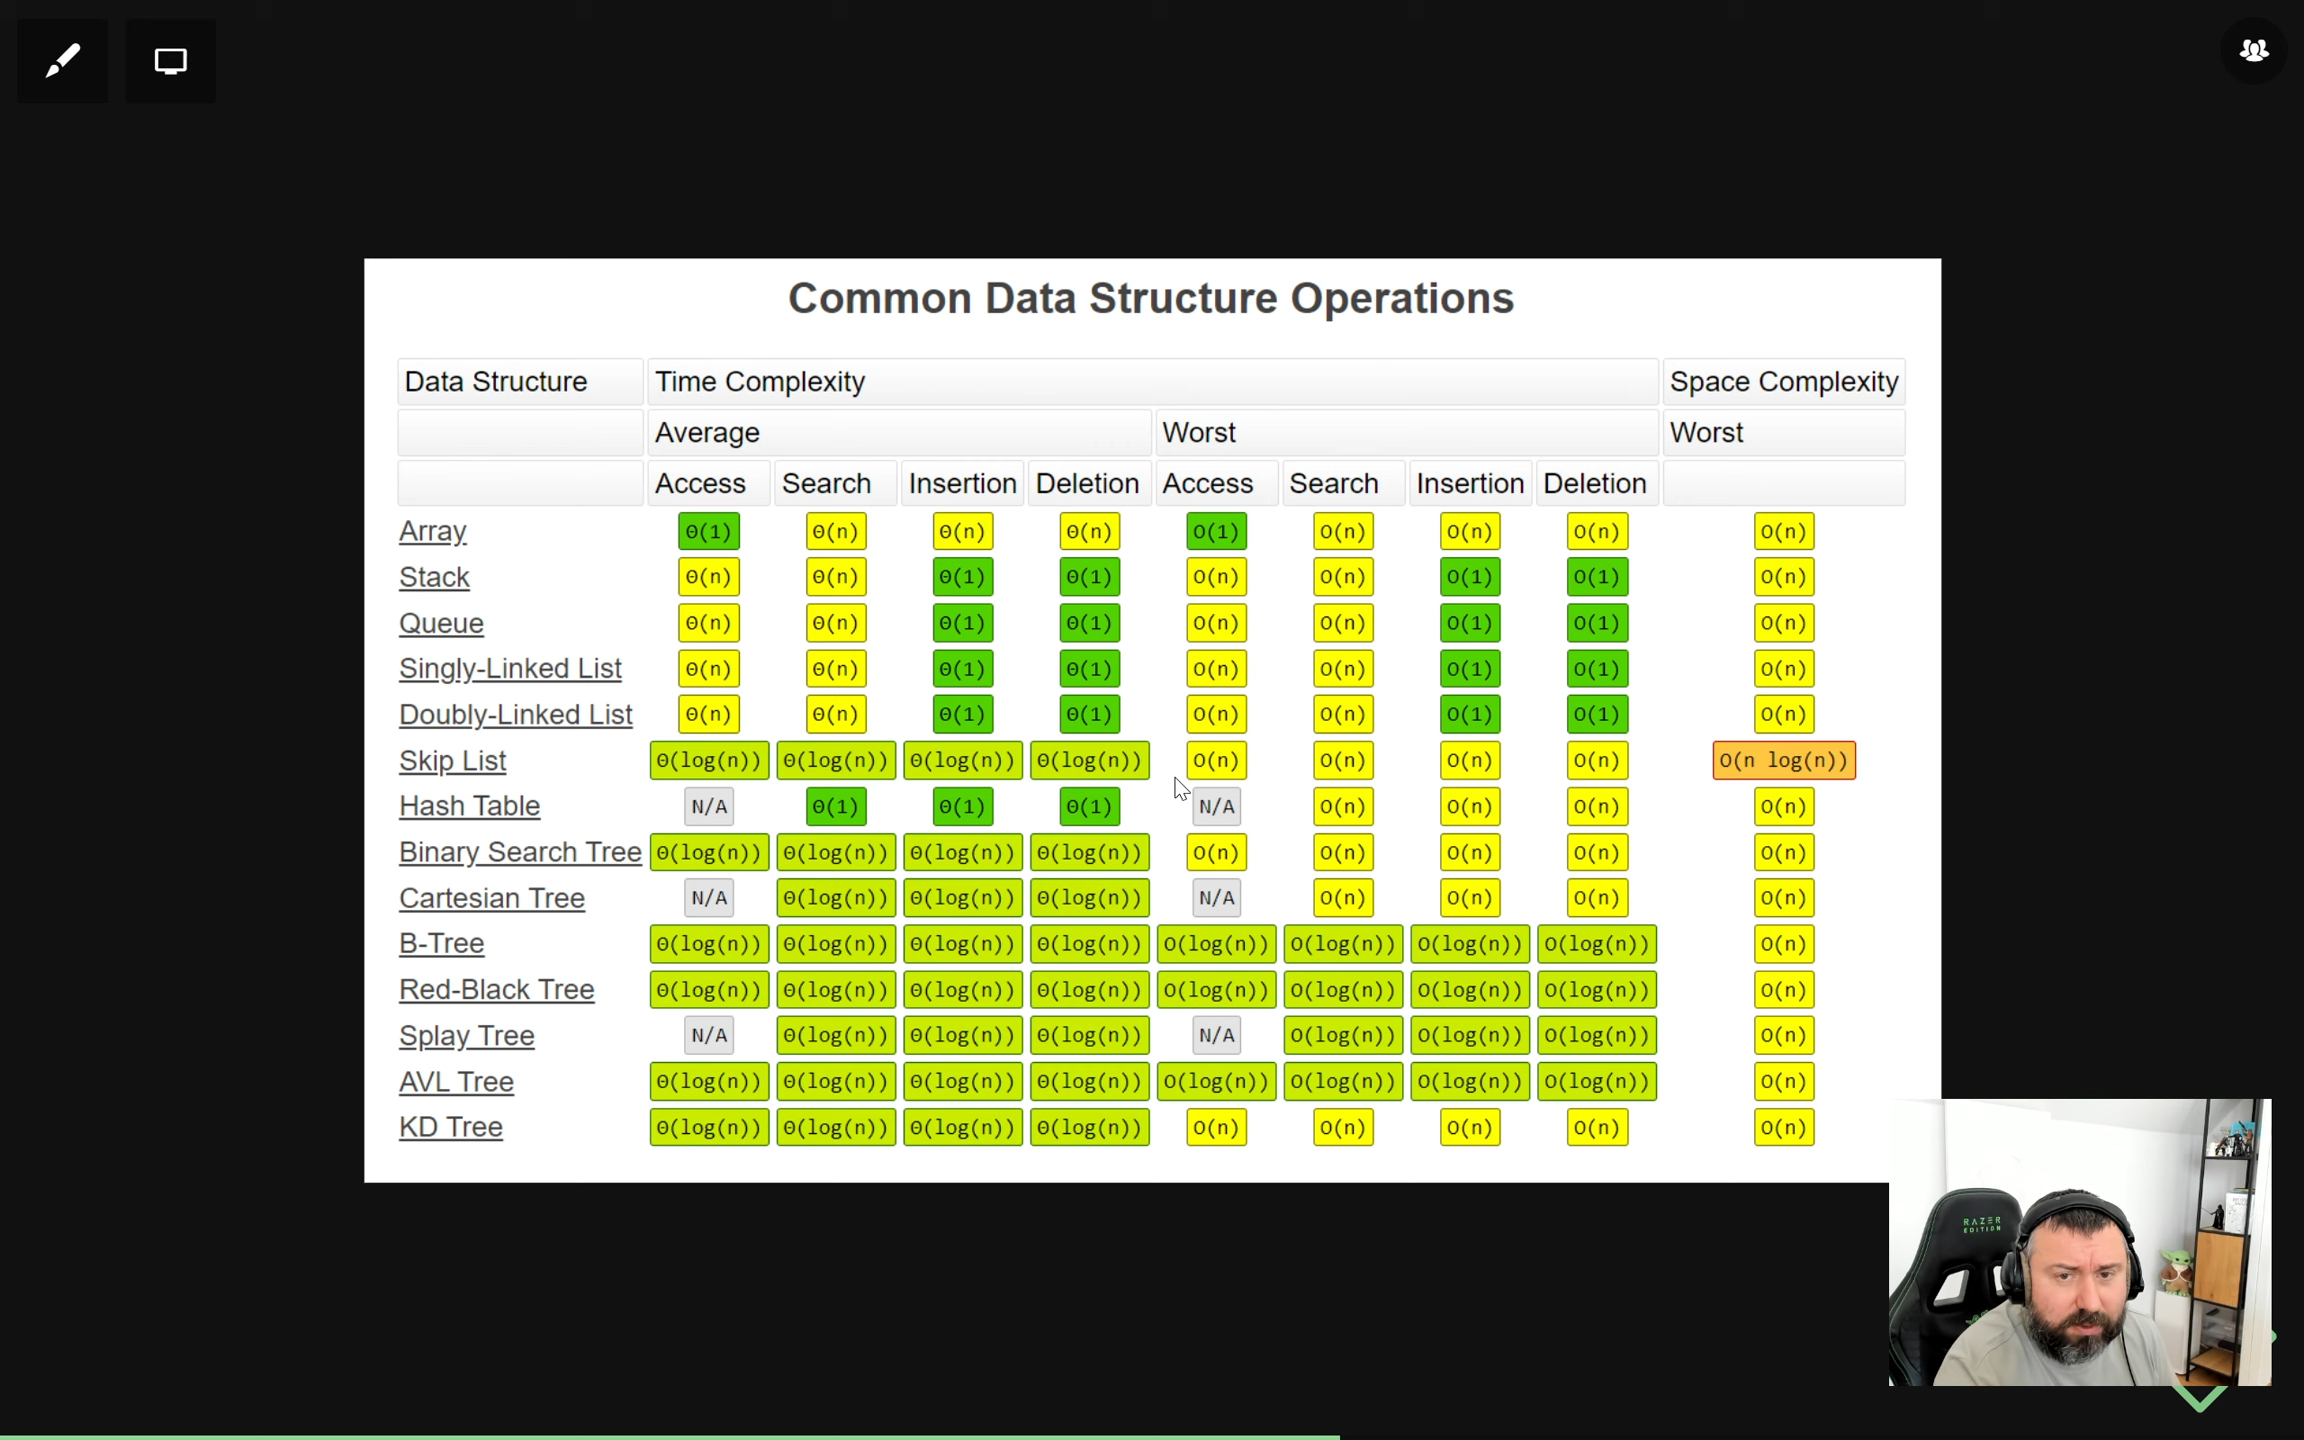 Common Data Structure Operations
Data Structure Time Complexity Space Complexity
Average Worst Worst
Access Search Insertion Deletion Access Search Insertion Deletion
Array Θ(1) Θ(n) Θ(n) Θ(n) O(1) O(n) O(n) O(n) O(n)
Stack Θ(n) Θ(n) Θ(1) Θ(1) O(n) O(n) O(1) O(1) O(n)
Queue Θ(n) Θ(n) Θ(1) Θ(1) O(n) O(n) O(1) O(1) O(n)
Singly-Linked List Θ(n) Θ(n) Θ(1) Θ(1) O(n) O(n) O(1) O(1) O(n)
Doubly-Linked List Θ(n) Θ(n) Θ(1) Θ(1) O(n) O(n) O(1) O(1) O(n)
Skip List Θ(log(n)) Θ(log(n)) Θ(log(n)) Θ(log(n)) O(n) O(n) O(n) O(n) O(n log(n))
Hash Table N/A Θ(1) Θ(1) Θ(1) N/A O(n) O(n) O(n) O(n)
Binary Search Tree Θ(log(n)) Θ(log(n)) Θ(log(n)) Θ(log(n)) O(n) O(n) O(n) O(n) O(n)
Cartesian Tree N/A Θ(log(n)) Θ(log(n)) Θ(log(n)) N/A O(n) O(n) O(n) O(n)
B-Tree Θ(log(n)) Θ(log(n)) Θ(log(n)) Θ(log(n)) O(log(n)) O(log(n)) O(log(n)) O(log(n)) O(n)
Red-Black Tree Θ(log(n)) Θ(log(n)) Θ(log(n)) Θ(log(n)) O(log(n)) O(log(n)) O(log(n)) O(log(n)) O(n)
Splay Tree N/A Θ(log(n)) Θ(log(n)) Θ(log(n)) N/A O(log(n)) O(log(n)) O(log(n)) O(n)
AVL Tree Θ(log(n)) Θ(log(n)) Θ(log(n)) Θ(log(n)) O(log(n)) O(log(n)) O(log(n)) O(log(n)) O(n)
KD Tree Θ(log(n)) Θ(log(n)) Θ(log(n)) Θ(log(n)) O(n) O(n) O(n) O(n) O(n)
RAZER
EDITION